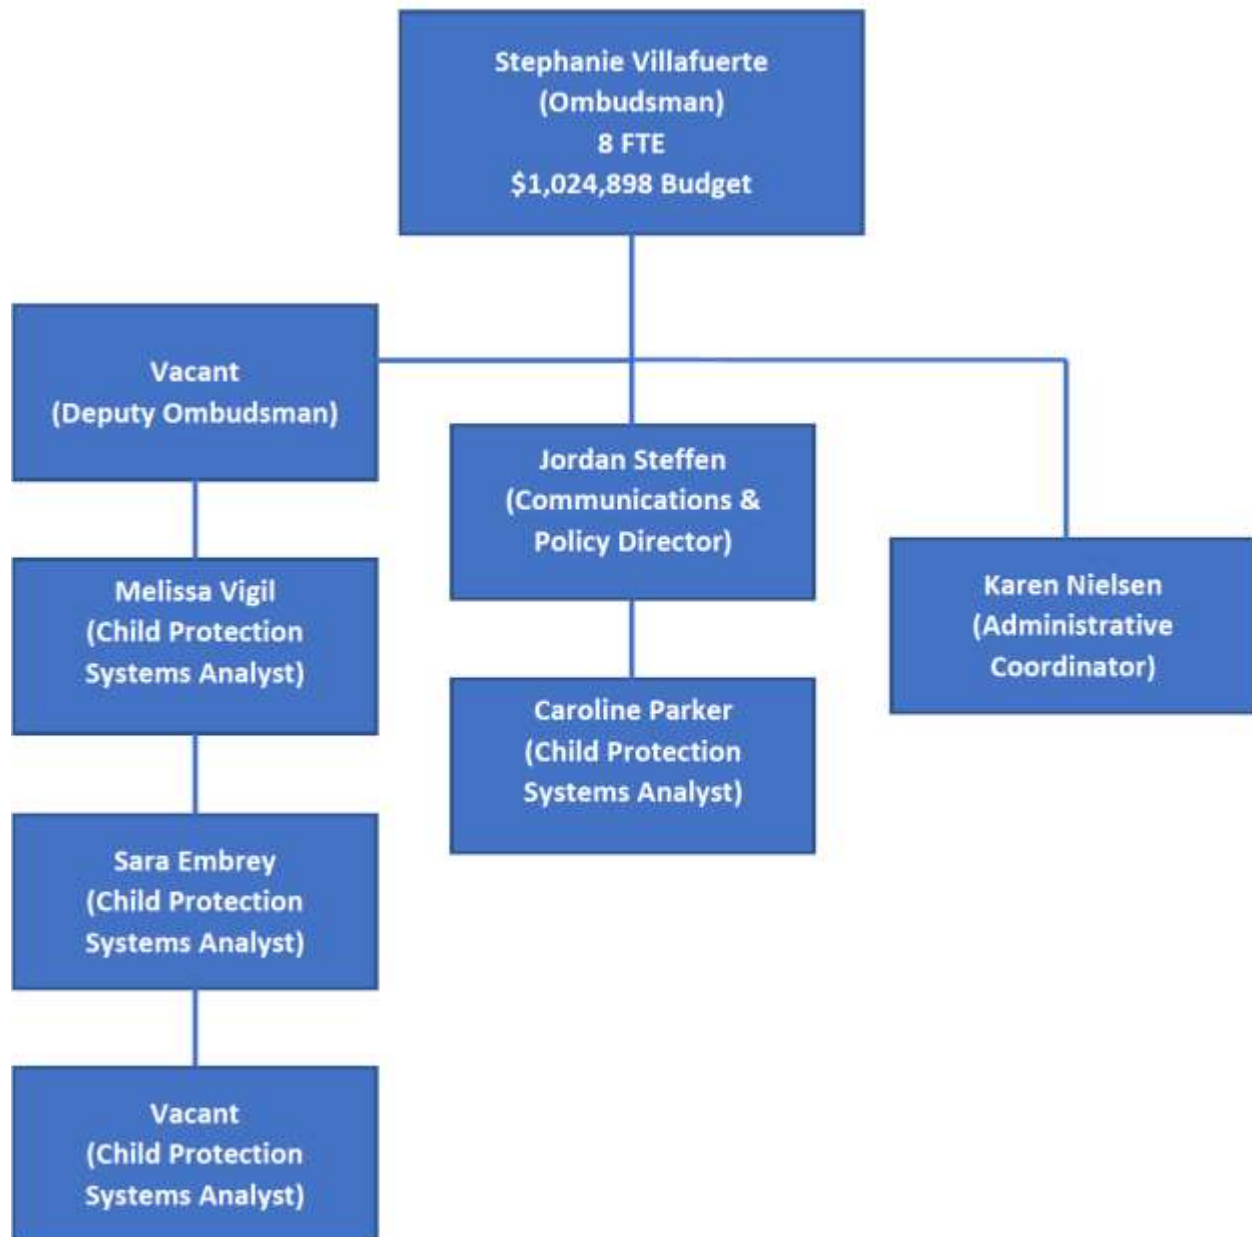 Stephanie Villafuerte
(Ombudsman)
8 FTE
$1,024,898 Budget
Vacant
(Deputy Ombudsman)
Jordan Steffen
(Communications &
Policy Director)
Karen Nielsen
(Administrative
Coordinator)
Melissa Vigil
(Child Protection
Systems Analyst)
Caroline Parker
(Child Protection
Systems Analyst)
Sara Embrey
(Child Protection
Systems Analyst)
Vacant
(Child Protection
Systems Analyst)